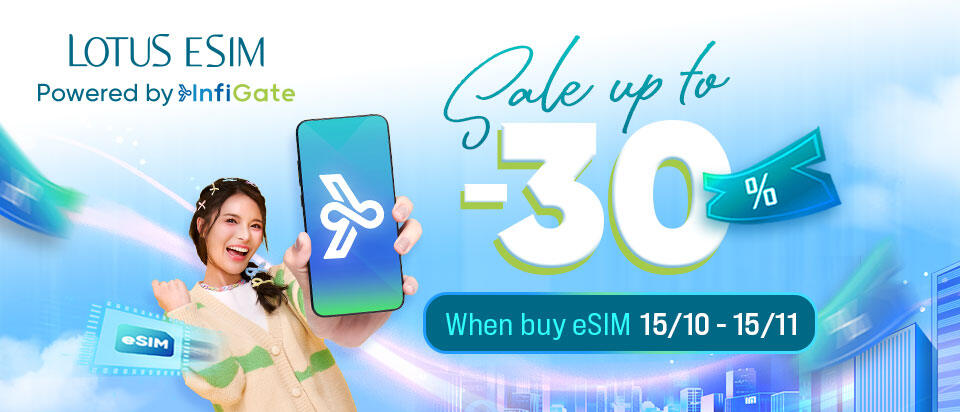 LOTUS ESIM
Powered by InfiGate
Sale up to
-30
%
When buy eSIM 15/10 - 15/11
eSIM